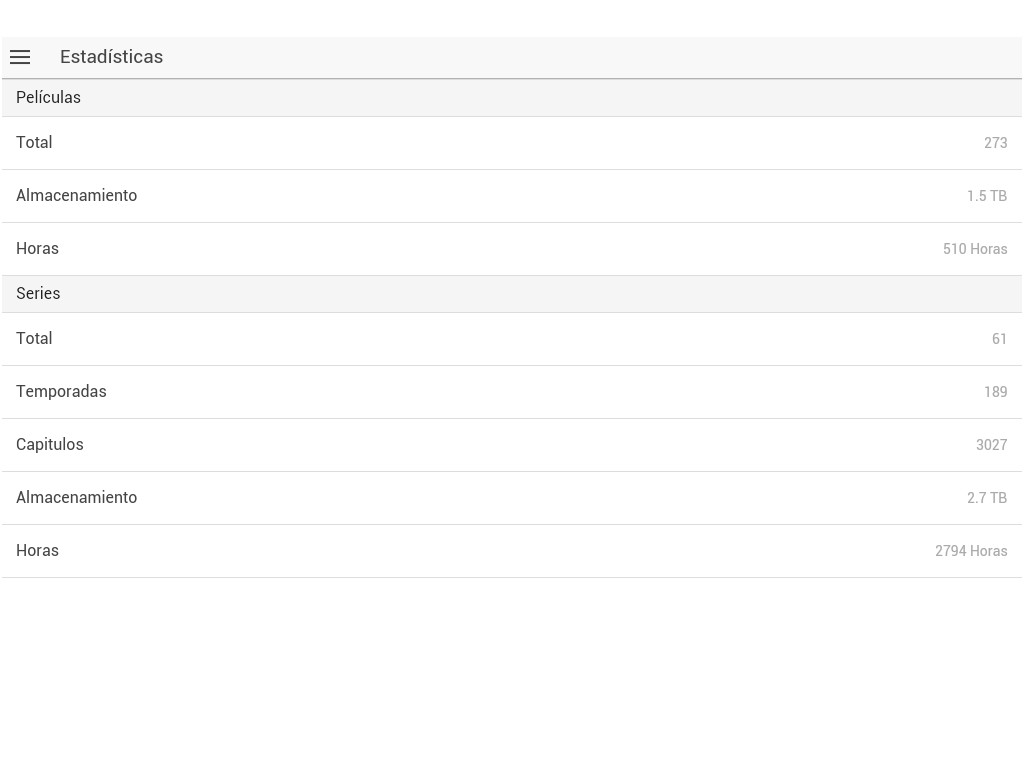 Estadísticas
Películas
Total 273
Almacenamiento 1.5 TB
Horas 510 Horas
Series
Total 61
Temporadas 189
Capitulos 3027
Almacenamiento 2.7 TB
Horas 2794 Horas